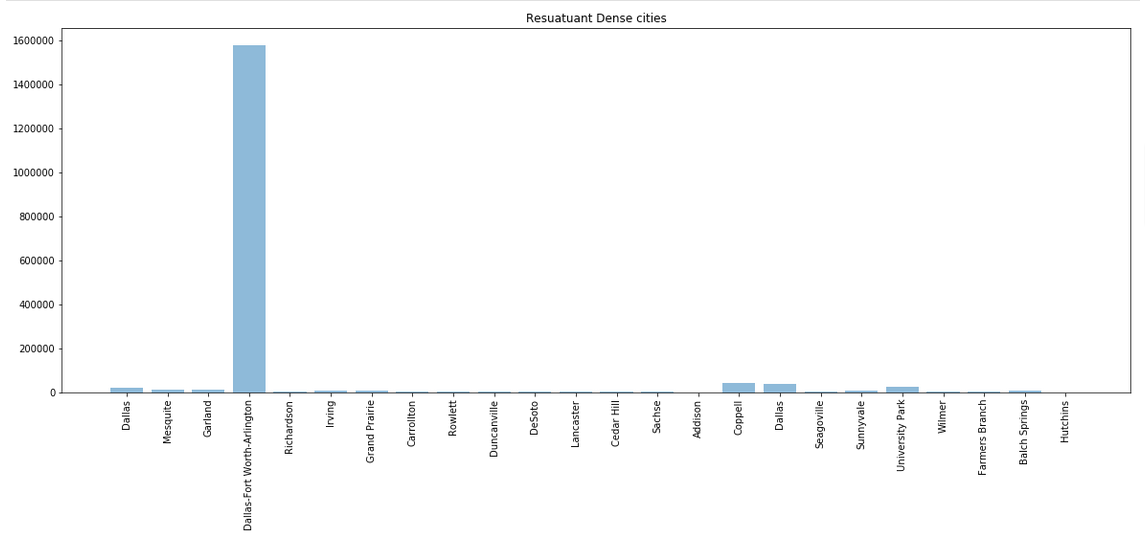 Resuatuant Dense cities
1600000
1400000
1200000
1000000
800000
600000
400000
200000
0
Dallas
Mesquite
Garland
Dallas-Fort Worth-Arlington
Richardson
Irving
Grand Prairie
Carrollton
Rowlett
Duncanville
DeSoto
Lancaster
Cedar Hill
Sachse
Addison
Coppell
Dallas
Seagoville
Sunnyvale
University Park
Wilmer
Farmers Branch
Balch Springs
Hutchins